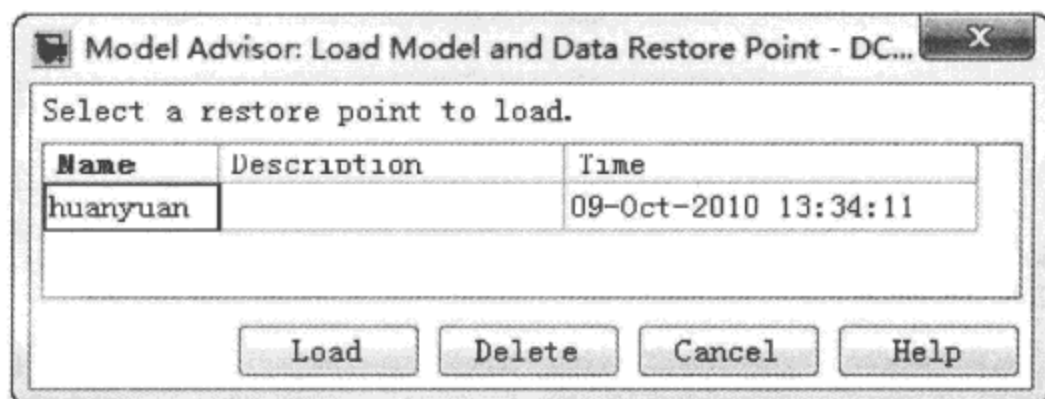 Model Advisor: Load Model and Data Restore Point - DC...
Select a restore point to load.
Name Description Time
huanyuan 09-Oct-2010 13:34:11
Load Delete Cancel Help